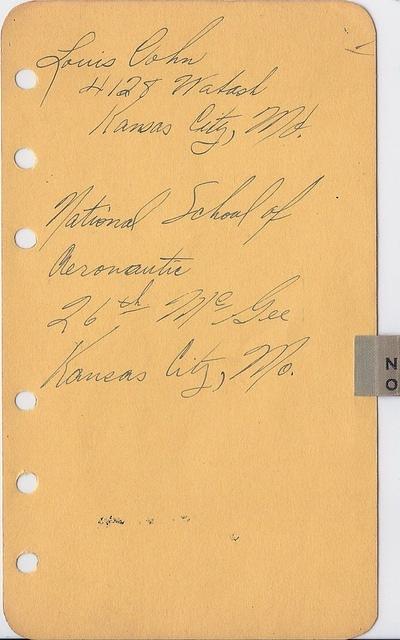 Louis Cohn
4128 Wabash
Kansas City, Mo.
National School of
Aeronautic
26th McGee
Kansas City, Mo.
N
O